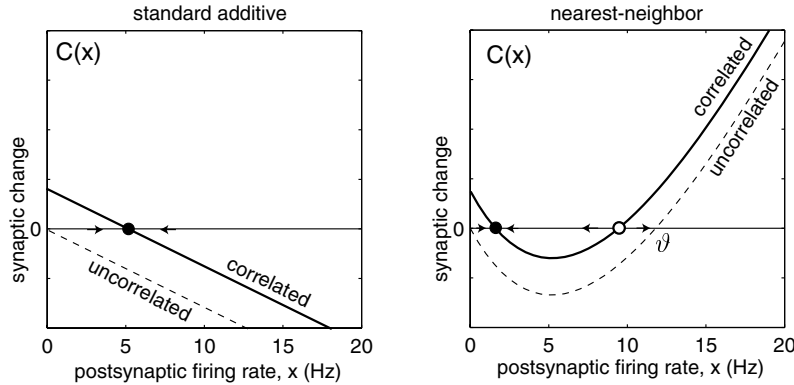 standard additive
C(x)
synaptic change
0
uncorrelated
correlated
0 5 10 15 20
postsynaptic firing rate, x (Hz)
nearest-neighbor
C(x)
synaptic change
0
correlated
uncorrelated
ϑ
0 5 10 15 20
postsynaptic firing rate, x (Hz)